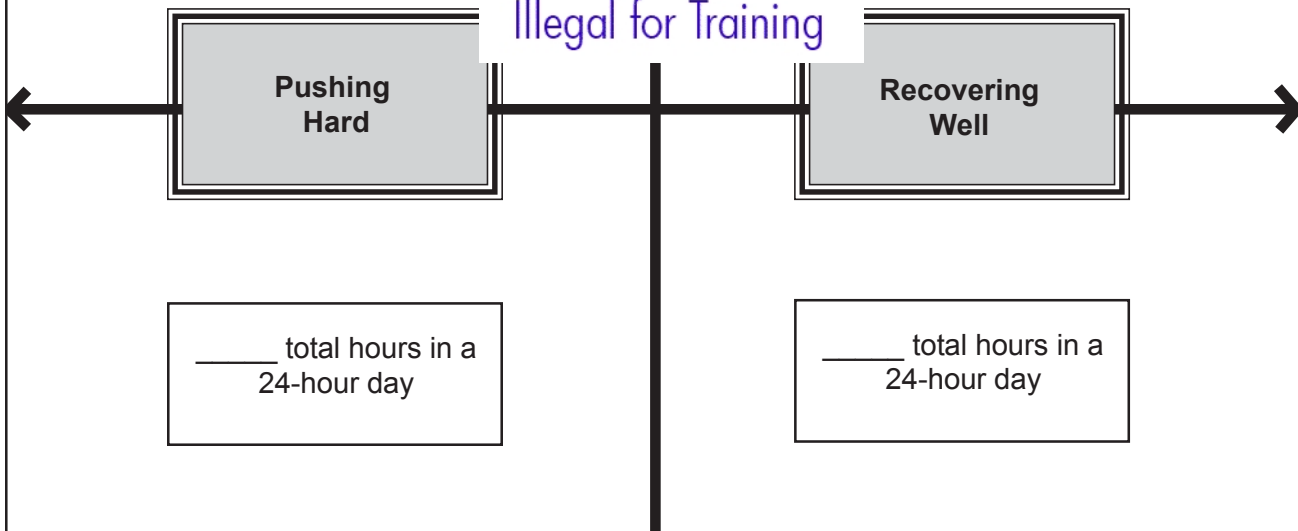 Illegal for Training
Pushing
Hard
Recovering
Well
_____ total hours in a
24-hour day
_____ total hours in a
24-hour day